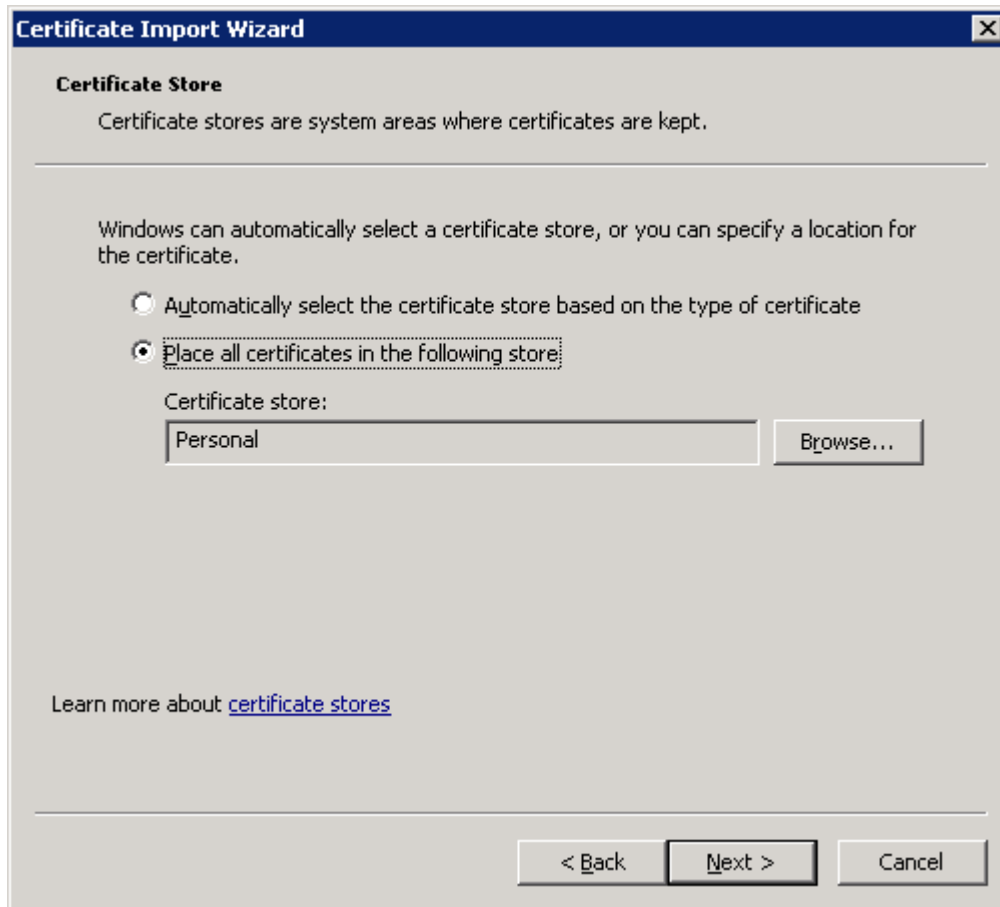 Certificate Import Wizard
Certificate Store
Certificate stores are system areas where certificates are kept.
Windows can automatically select a certificate store, or you can specify a location for
the certificate.
Automatically select the certificate store based on the type of certificate
Place all certificates in the following store
Certificate store:
Personal
Browse...
Learn more about certificate stores
< Back
Next >
Cancel